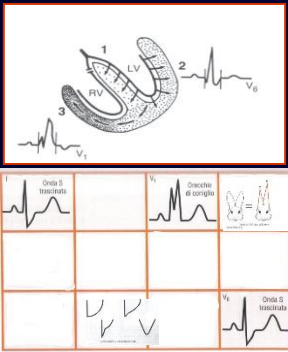 1
LV
2
RV
3
V6
V1
I
Onda S
trascinata
V1
Orecchie
di coniglio
=
V6
Onda S
trascinata